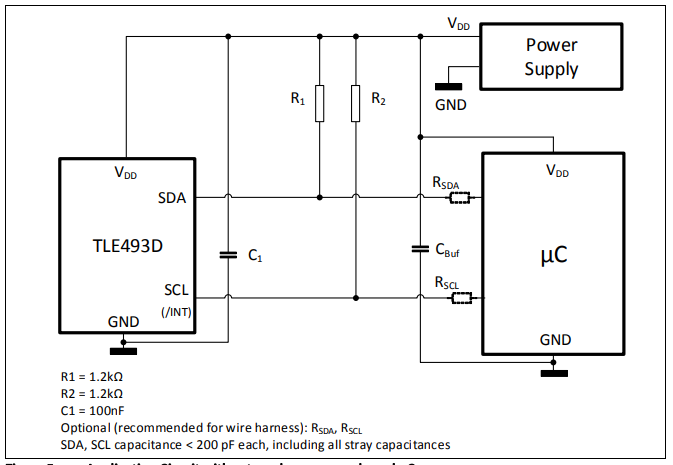 VDD
Power
Supply
GND
R1
R2
VDD
SDA
TLE493D
SCL
(/INT)
GND
C1
RSDA
CBuf
RSCL
VDD
µC
GND
R1 = 1.2kΩ
R2 = 1.2kΩ
C1 = 100nF
Optional (recommended for wire harness): RSDA, RSCL
SDA, SCL capacitance < 200 pF each, including all stray capacitances